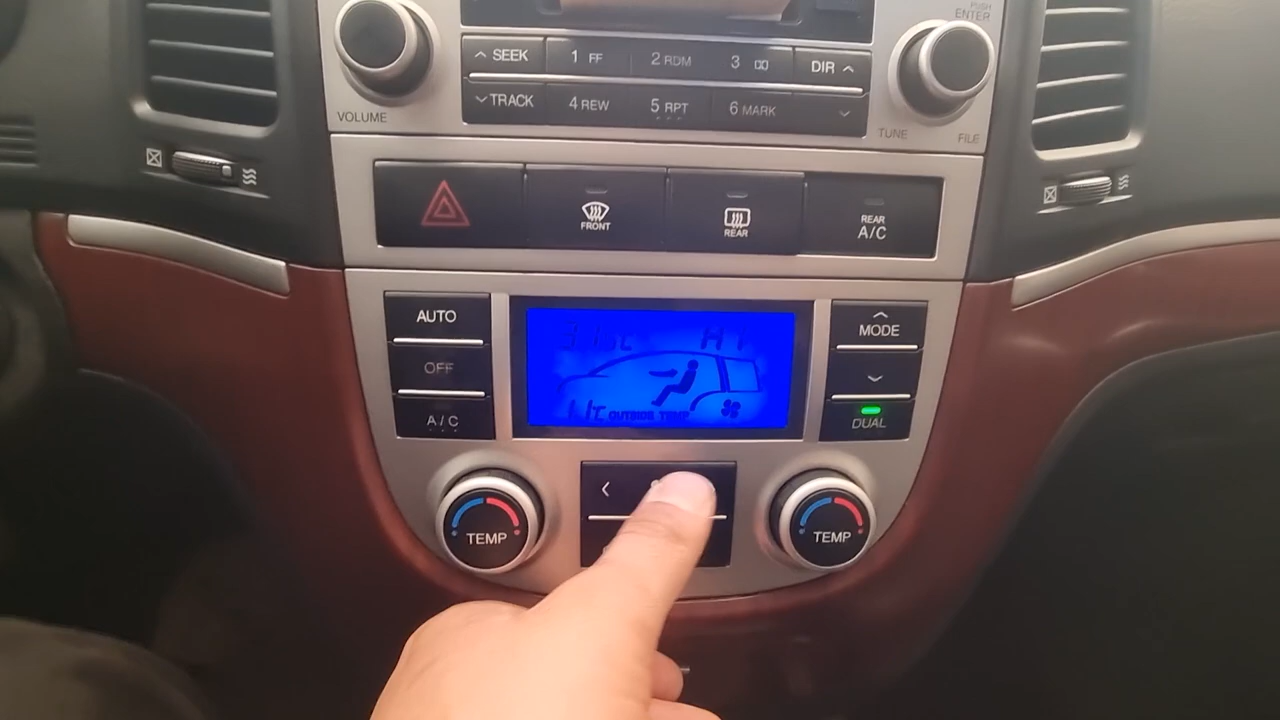 PUSH
ENTER
SEEK 1 FF 2 RDM 3 DIR
VOLUME
TRACK 4 REW 5 RPT 6 MARK
TUNE FILE
FRONT
REAR
REAR
A/C
AUTO
MODE
OFF
OUTSIDE TEMP
A/C
DUAL
TEMP
TEMP